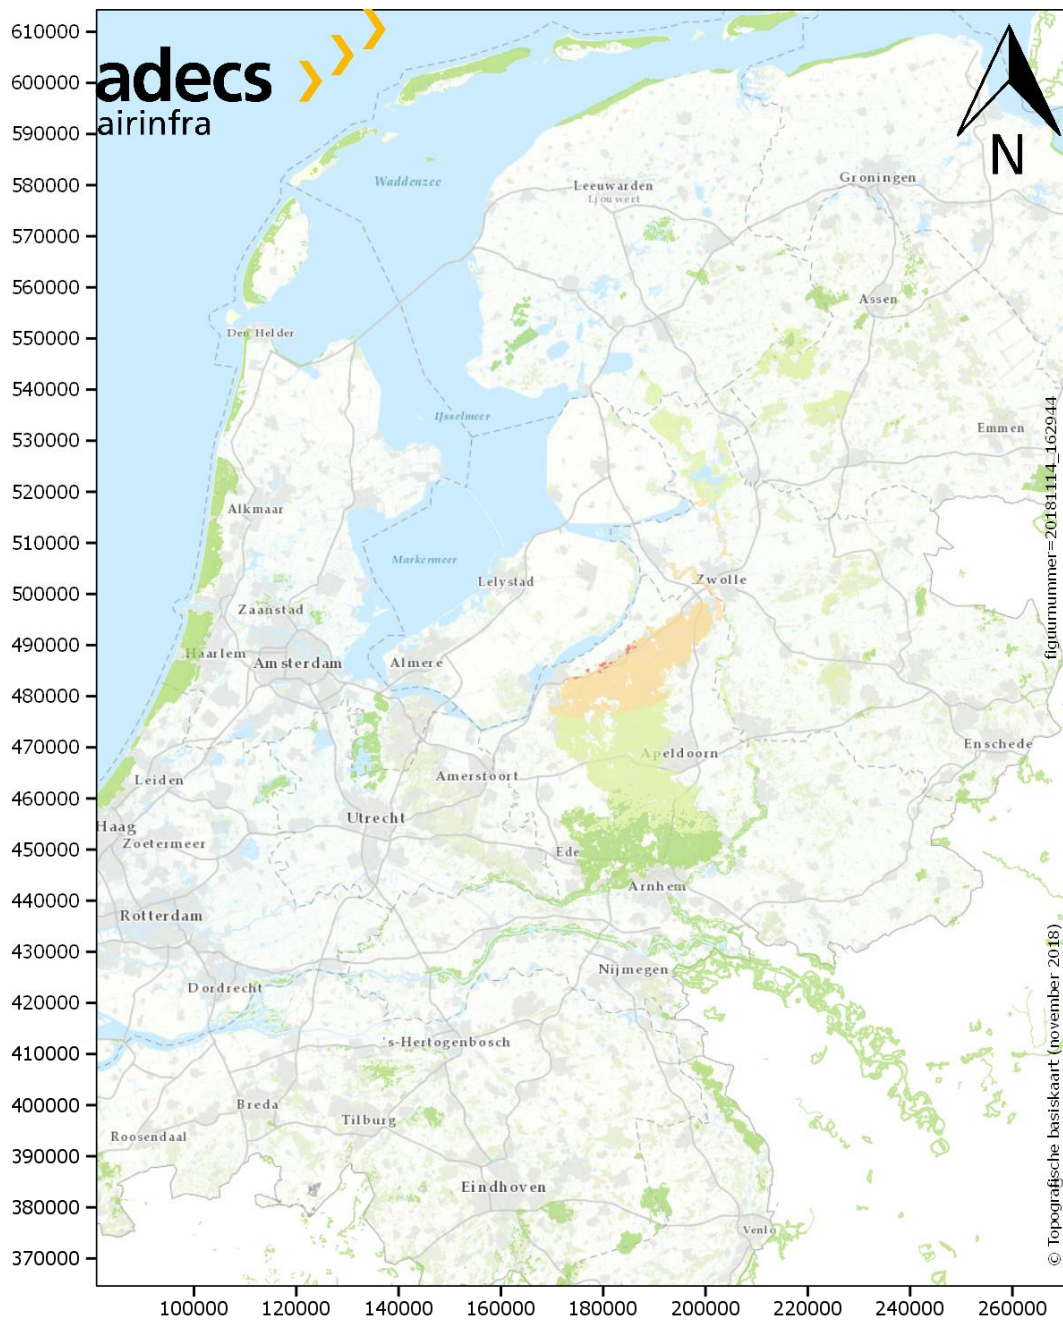 adecs
airinfra
N
610000
600000
590000
580000
570000
560000
550000
540000
530000
520000
510000
500000
490000
480000
470000
460000
450000
440000
430000
420000
410000
400000
390000
380000
370000
Waddenzee
Leeuwarden
Ljouwert
Groningen
Assen
Den Helder
IJsselmeer
Emmen
Alkmaar
Markermeer
Lelystad
Zwolle
Zaanstad
Haarlem
Amsterdam
Almere
Apeldoorn
Enschede
Leiden
Amersfoort
Haag
Utrecht
Zoetermeer
Ede
Arnhem
Rotterdam
Nijmegen
Dordrecht
's-Hertogenbosch
Breda
Tilburg
Roosendaal
Eindhoven
Venlo
figuurnummer=20181114_162944
© Topografische basiskaart (november 2018)
100000 120000 140000 160000 180000 200000 220000 240000 260000